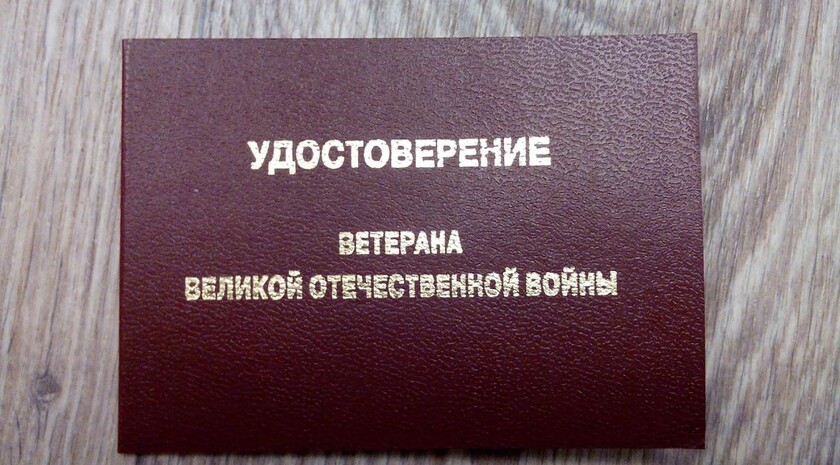 УДОСТОВЕРЕНИЕ
ВЕТЕРАНА
ВЕЛИКОЙ ОТЕЧЕСТВЕННОЙ ВОЙНЫ